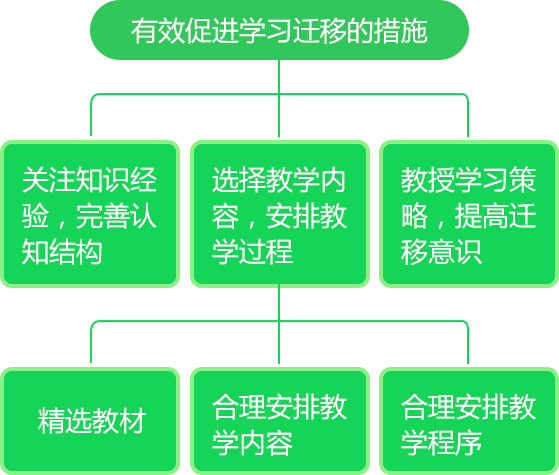 有效促进学习迁移的措施
关注知识经
验，完善认
知结构
选择教学内
容，安排教
学过程
教授学习策
略，提高迁
移意识
精选教材
合理安排教
学内容
合理安排教
学程序